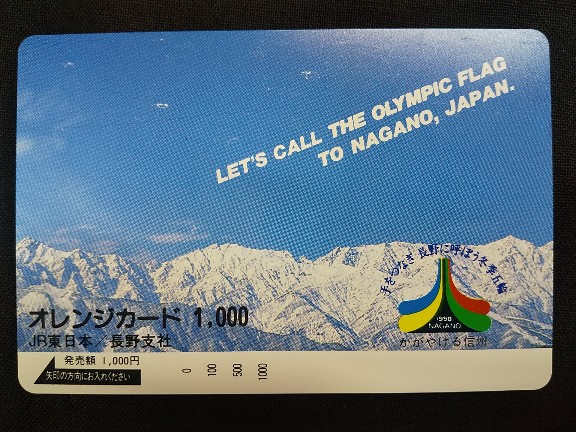 LET'S CALL THE OLYMPIC FLAG
TO NAGANO, JAPAN.
手をつなぎ 長野に呼ぼう冬季五輪
1998
NAGANO
かがやける信州
オレンジカード 1,000
JR東日本/長野支社
発売額 1,000円
矢印の方向にお入れください
0 100 500 1000